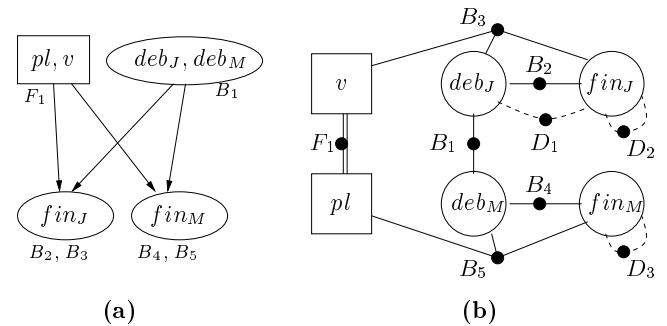 pl, v
deb_J, deb_M
F_1
B_1
fin_J
fin_M
B_2, B_3
B_4, B_5
(a)
B_3
v
deb_J
B_2
fin_J
F_1
B_1
D_1
D_2
pl
deb_M
B_4
fin_M
B_5
D_3
(b)